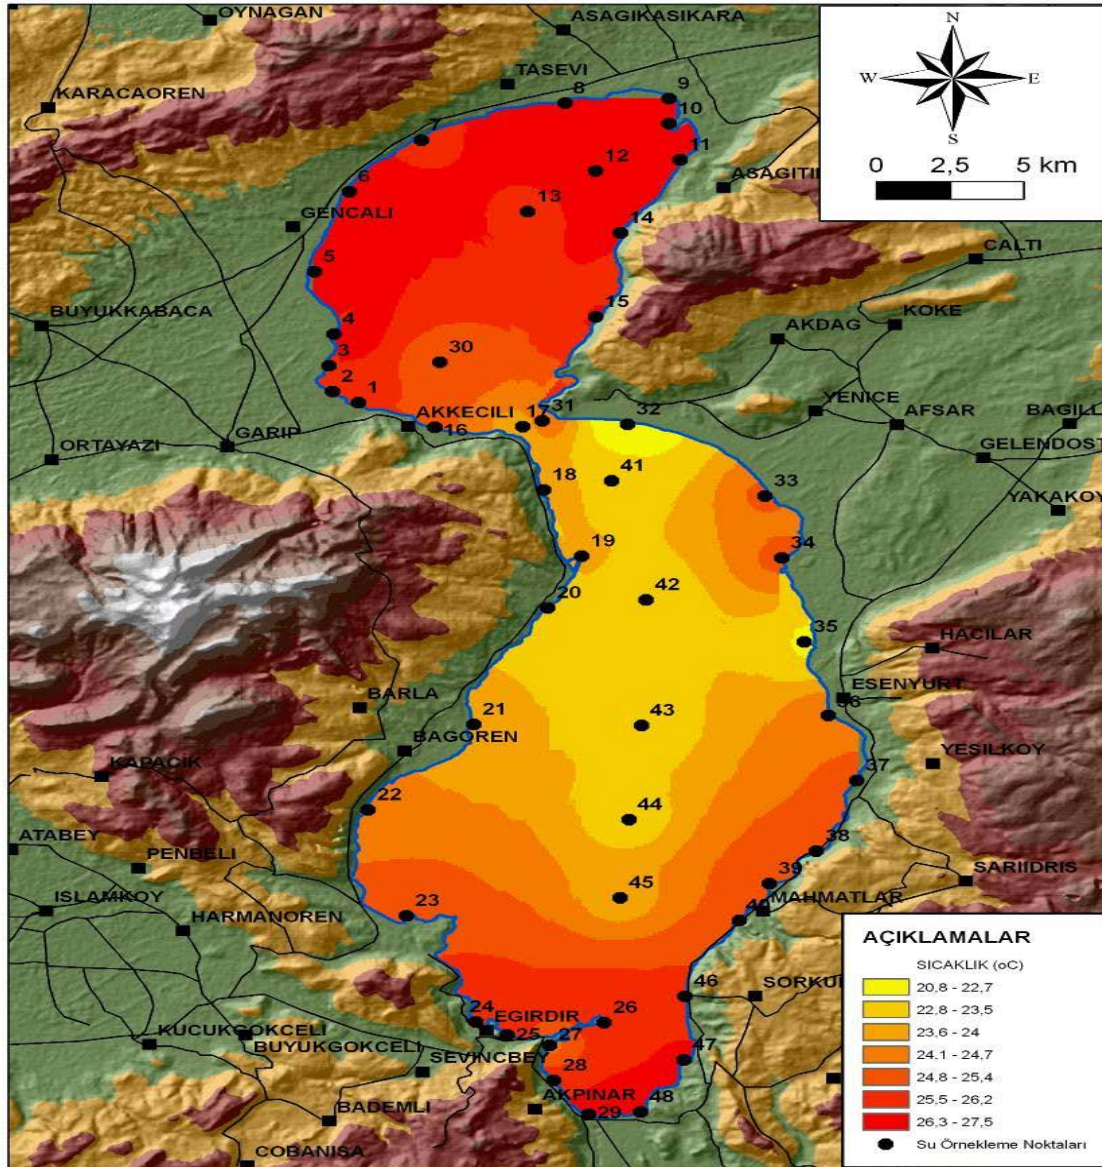 OYNAGAN
ASAGIKASIKARA
N
W
E
S
0 2,5 5 km
TASEVI
KARACAOREN
8
9
10
7
11
12
6
13
GENCALI
14
CALTI
5
15
BUYUKKABACA
4
KOKE
AKDAG
3
30
2
1
AKKECILI
17
31
32
YENICE
AFSAR
16
ORTAYAZI
GARIP
GELENDOST
41
18
33
YAKAKOY
19
34
20
42
35
HACILAR
ESENYURT
BARLA
36
21
43
BAGOREN
YESILKOY
KAPACIK
37
22
44
ATABEY
38
PENBELI
SARIIDRIS
39
45
ISLAMKOY
MAHMATLAR
HARMANOREN
23
40
46
24
EGIRDIR
26
25
27
KUCUKGOKCELI
BUYUKGOKCELI
SEVINCBEY
47
28
AKPINAR
48
29
BADEMLI
COBANISA
AÇIKLAMALAR
SICAKLIK (oC)
20,8 - 22,7
22,8 - 23,5
23,6 - 24
24,1 - 24,7
24,8 - 25,4
25,5 - 26,2
26,3 - 27,5
Su Örnekleme Noktaları